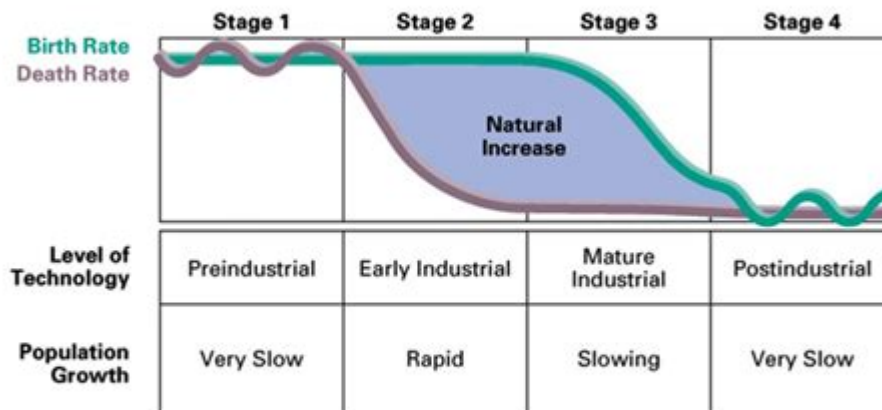 Stage 1 Stage 2 Stage 3 Stage 4
Birth Rate
Death Rate
Natural
Increase
Level of
Technology
Preindustrial
Early Industrial
Mature
Industrial
Postindustrial
Population
Growth
Very Slow
Rapid
Slowing
Very Slow